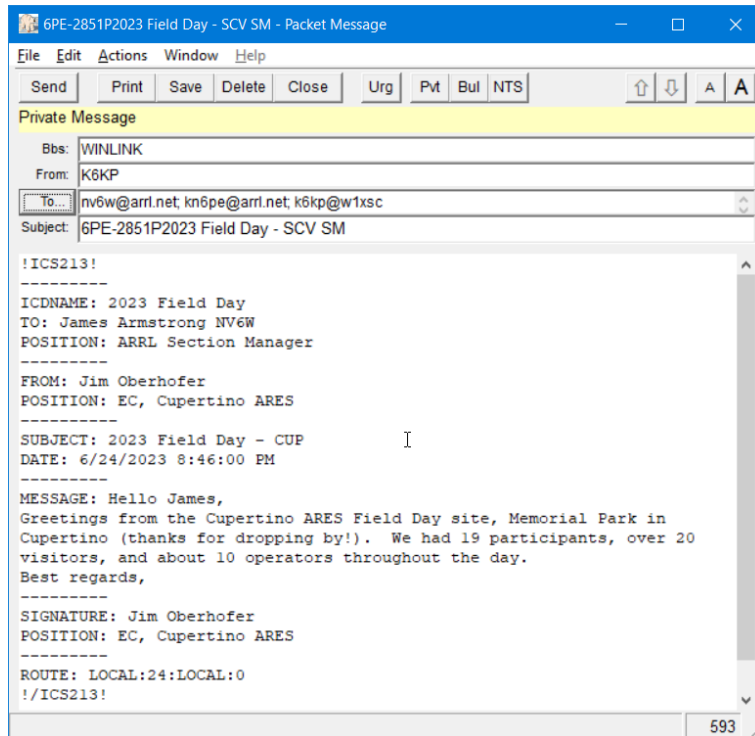 6PE-2851P2023 Field Day - SCV SM - Packet Message
File Edit Actions Window Help
Send Print Save Delete Close Urg Pvt Bul NTS A A
Private Message
Bbs: WINLINK
From: K6KP
To... nv6w@arrl.net; kn6pe@arrl.net; k6kp@w1xsc
Subject: 6PE-2851P2023 Field Day - SCV SM
!ICS213!
---------
ICDNAME: 2023 Field Day
TO: James Armstrong NV6W
POSITION: ARRL Section Manager
---------
FROM: Jim Oberhofer
POSITION: EC, Cupertino ARES
----------
SUBJECT: 2023 Field Day - CUP
DATE: 6/24/2023 8:46:00 PM
---------
MESSAGE: Hello James,
Greetings from the Cupertino ARES Field Day site, Memorial Park in
Cupertino (thanks for dropping by!).  We had 19 participants, over 20
visitors, and about 10 operators throughout the day.
Best regards,
---------
SIGNATURE: Jim Oberhofer
POSITION: EC, Cupertino ARES
---------
ROUTE: LOCAL:24:LOCAL:0
!/ICS213!
593